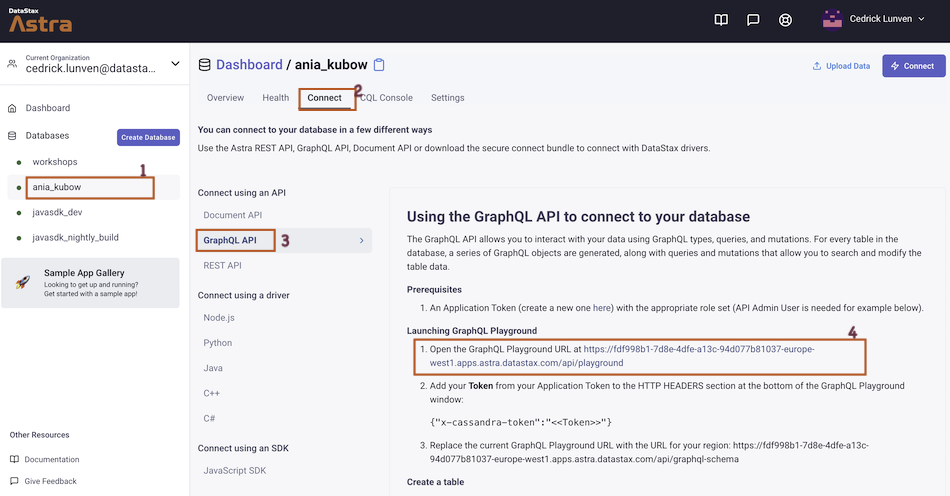 DataStax
Astra
Cedrick Lunven
Current Organization
cedrick.lunven@datasta...
Dashboard
Databases
Create Database
workshops
1
ania_kubow
javasdk_dev
javasdk_nightly_build
Sample App Gallery
Looking to get up and running?
Get started with a sample app!
Other Resources
Documentation
Give Feedback
Dashboard / ania_kubow
Upload Data
Connect
Overview
Health
Connect
2
CQL Console
Settings
You can connect to your database in a few different ways
Use the Astra REST API, GraphQL API, Document API or download the secure connect bundle to connect with DataStax drivers.
Connect using an API
Document API
GraphQL API
3
REST API
Connect using a driver
Node.js
Python
Java
C++
C#
Connect using an SDK
JavaScript SDK
Using the GraphQL API to connect to your database
The GraphQL API allows you to interact with your data using GraphQL types, queries, and mutations. For every table in the
database, a series of GraphQL objects are generated, along with queries and mutations that allow you to search and modify the
table data.
Prerequisites
1. An Application Token (create a new one here) with the appropriate role set (API Admin User is needed for example below).
Launching GraphQL Playground
4
1. Open the GraphQL Playground URL at https://fdf998b1-7d8e-4dfe-a13c-94d077b81037-europe-
west1.apps.astra.datastax.com/api/playground
2. Add your Token from your Application Token to the HTTP HEADERS section at the bottom of the GraphQL Playground
window:
{"x-cassandra-token":"<<Token>>"}
3. Replace the current GraphQL Playground URL with the URL for your region: https://fdf998b1-7d8e-4dfe-a13c-
94d077b81037-europe-west1.apps.astra.datastax.com/api/graphql-schema
Create a table